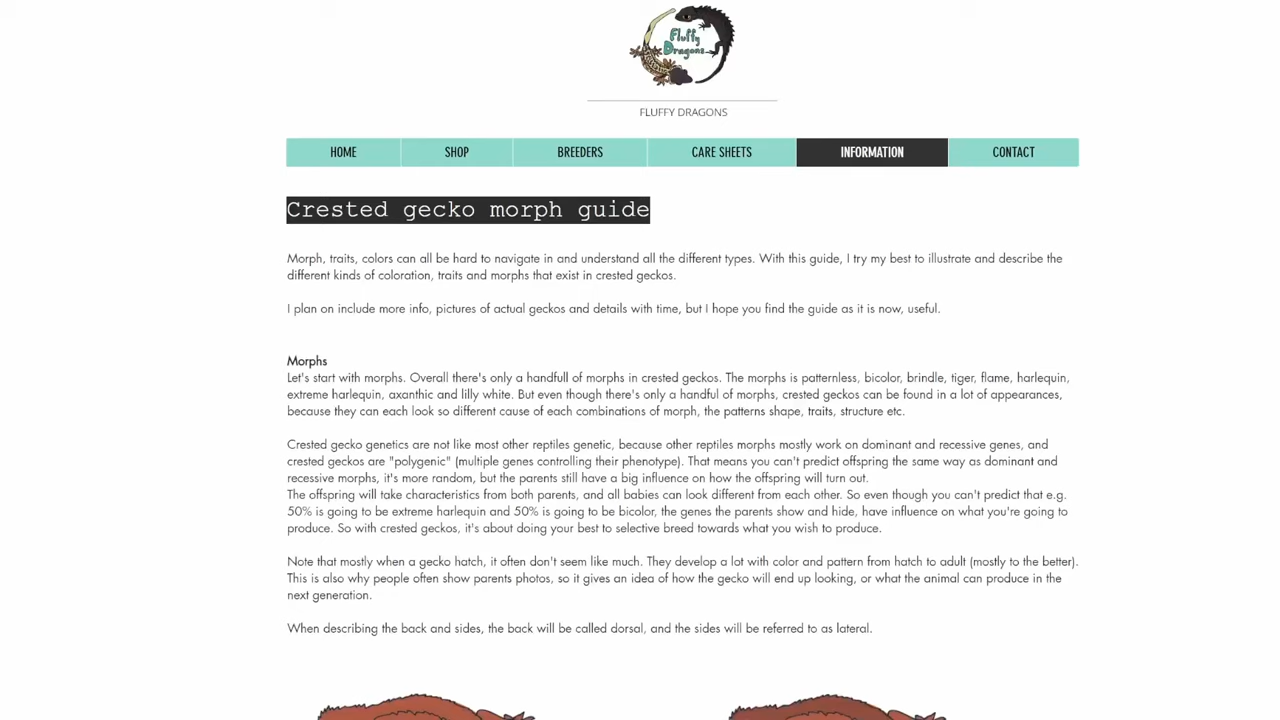 Fluffy
Dragons
FLUFFY DRAGONS
HOME SHOP BREEDERS CARE SHEETS INFORMATION CONTACT
Crested gecko morph guide
Morph, traits, colors can all be hard to navigate in and understand all the different types. With this guide, I try my best to illustrate and describe the
different kinds of coloration, traits and morphs that exist in crested geckos.
I plan on include more info, pictures of actual geckos and details with time, but I hope you find the guide as it is now, useful.
Morphs
Let's start with morphs. Overall there's only a handfull of morphs in crested geckos. The morphs is patternless, bicolor, brindle, tiger, flame, harlequin,
extreme harlequin, axanthic and lilly white. But even though there's only a handful of morphs, crested geckos can be found in a lot of appearances,
because they can each look so different cause of each combinations of morph, the patterns shape, traits, structure etc.
Crested gecko genetics are not like most other reptiles genetic, because other reptiles morphs mostly work on dominant and recessive genes, and
crested geckos are "polygenic" (multiple genes controlling their phenotype). That means you can't predict offspring the same way as dominant and
recessive morphs, it's more random, but the parents still have a big influence on how the offspring will turn out.
The offspring will take characteristics from both parents, and all babies can look different from each other. So even though you can't predict that e.g.
50% is going to be extreme harlequin and 50% is going to be bicolor, the genes the parents show and hide, have influence on what you're going to
produce. So with crested geckos, it's about doing your best to selective breed towards what you wish to produce.
Note that mostly when a gecko hatch, it often don't seem like much. They develop a lot with color and pattern from hatch to adult (mostly to the better).
This is also why people often show parents photos, so it gives an idea of how the gecko will end up looking, or what the animal can produce in the
next generation.
When describing the back and sides, the back will be called dorsal, and the sides will be referred to as lateral.